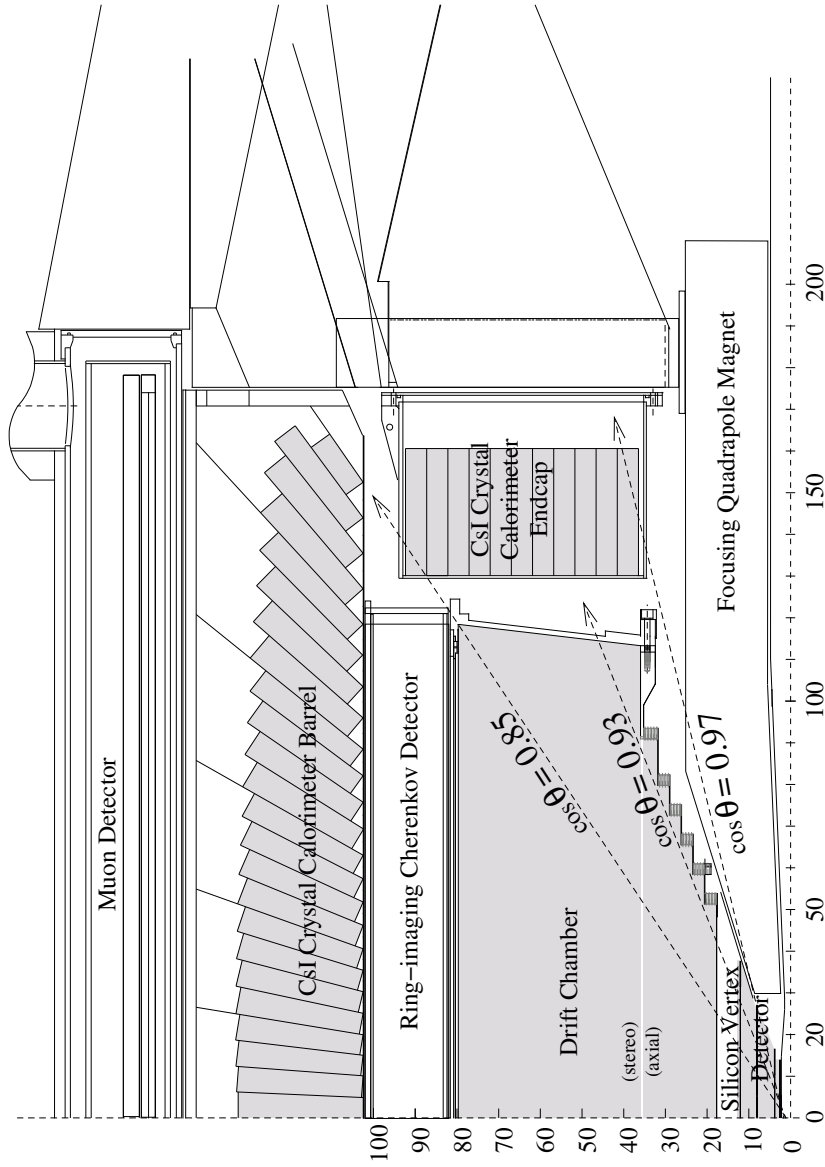 Muon Detector
CsI Crystal Calorimeter Barrel
Ring−imaging Cherenkov Detector
CsI Crystal
Calorimeter
Endcap
Drift Chamber
(stereo)
(axial)
cos θ = 0.85
cos θ = 0.93
cos θ = 0.97
Silicon Vertex
Detector
Focusing Quadrapole Magnet
100
90
80
70
60
50
40
30
20
10
0
0
20
50
100
150
200